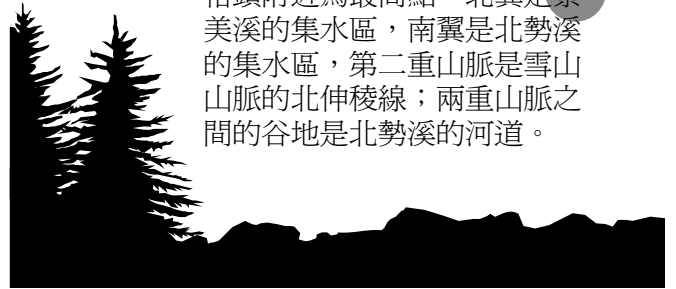 美溪的集水區，南翼是北勢溪
的集水區，第二重山脈是雪山
山脈的北伸稜線；兩重山脈之
間的谷地是北勢溪的河道。